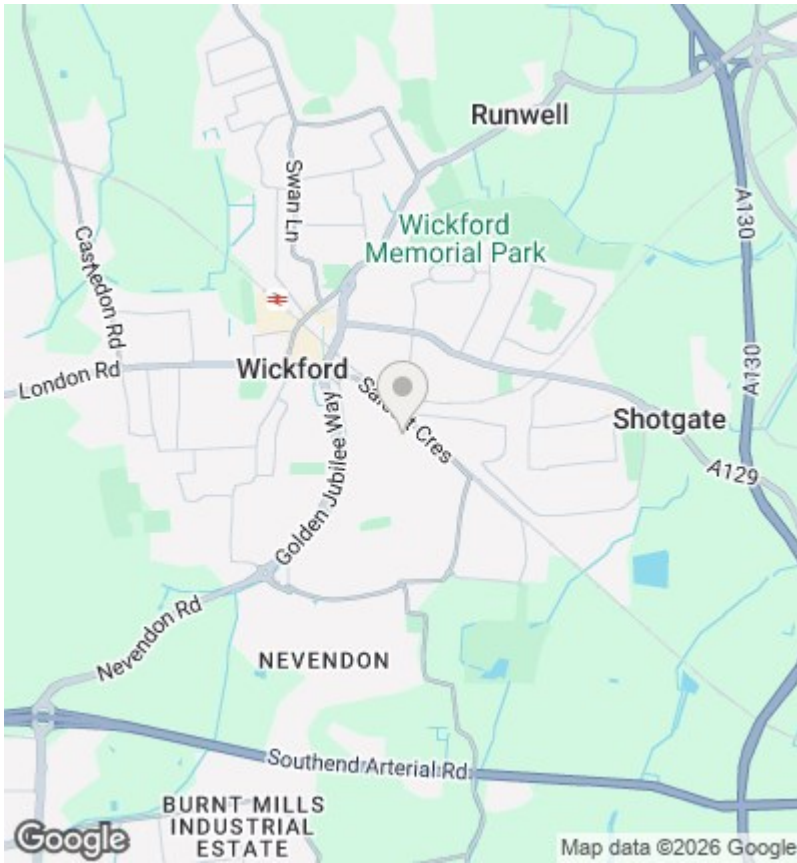 Runwell
Swan Ln
Wickford
Memorial Park
A130
Castledon Rd
London Rd
Wickford
A130
Shotgate
A129
Golden Jubilee Way
Nevendon Rd
NEVENDON
Southend Arterial Rd
BURNT MILLS
INDUSTRIAL
ESTATE
Google
Map data ©2026 Google